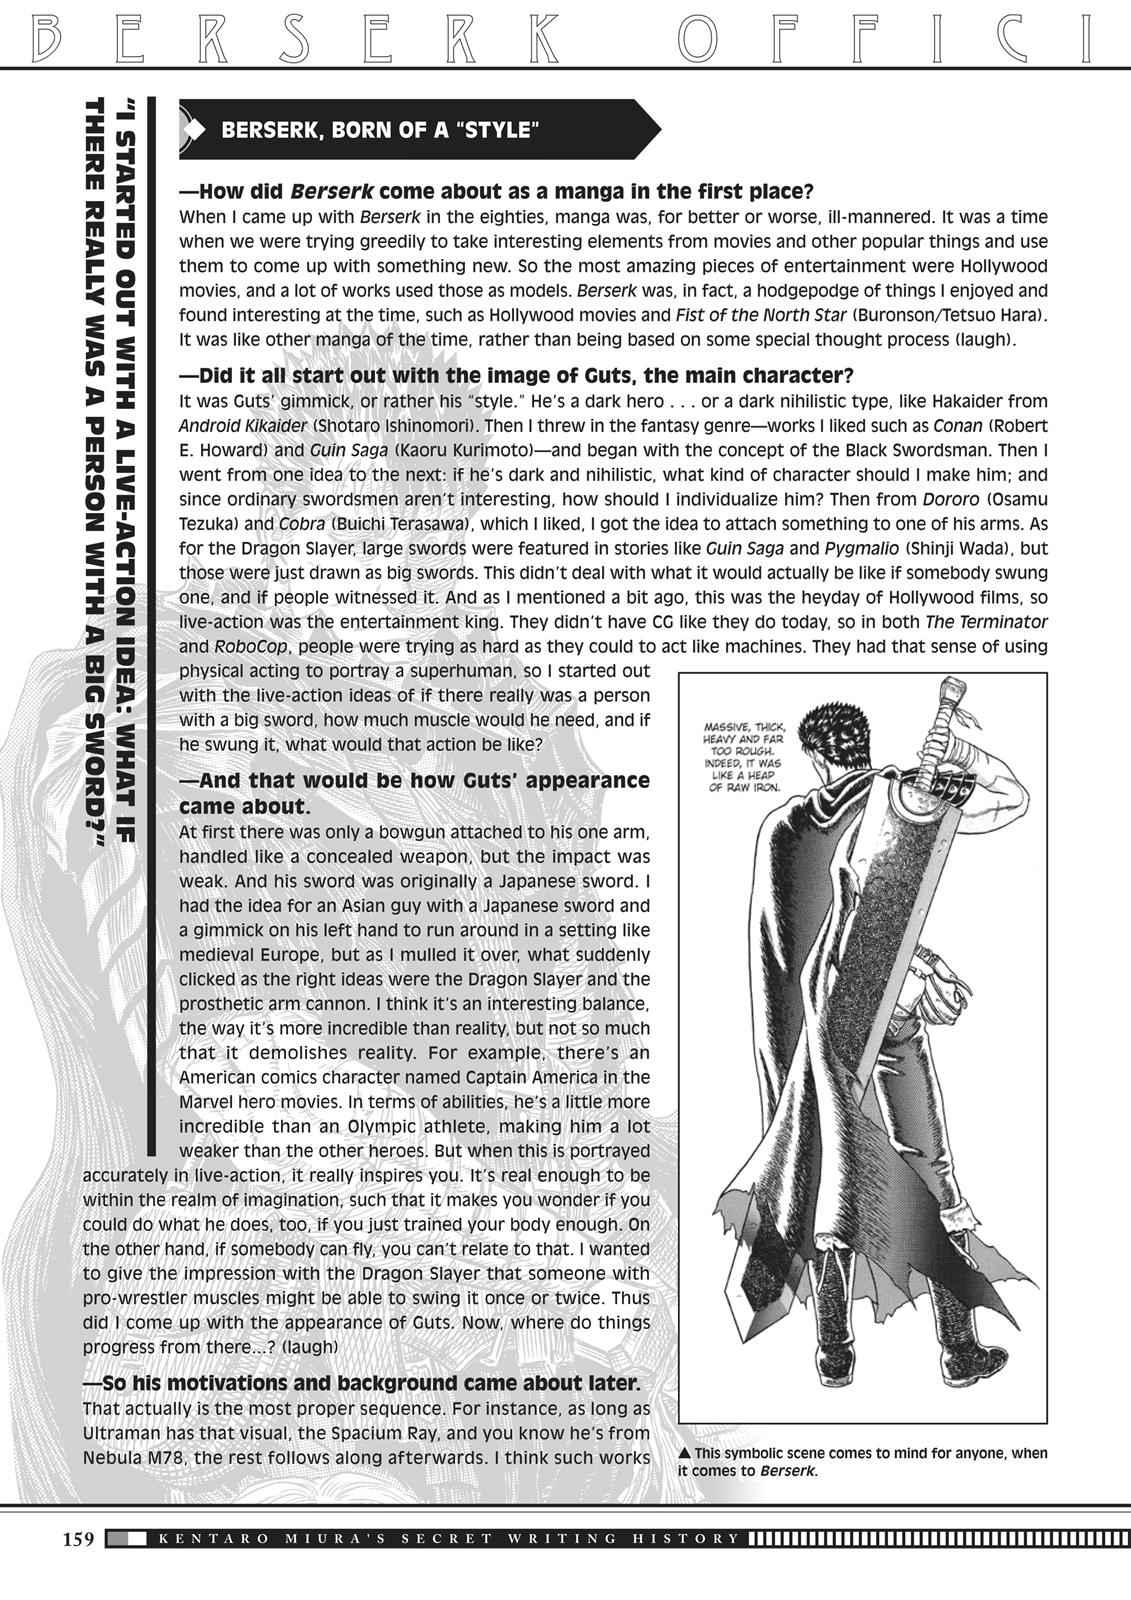 BERSERK OFFICI
"I STARTED OUT WITH A LIVE-ACTION IDEA: WHAT IF
THERE REALLY WAS A PERSON WITH A BIG SWORD?"
BERSERK, BORN OF A "STYLE"
—How did Berserk come about as a manga in the first place?
When I came up with Berserk in the eighties, manga was, for better or worse, ill-mannered. It was a time
when we were trying greedily to take interesting elements from movies and other popular things and use
them to come up with something new. So the most amazing pieces of entertainment were Hollywood
movies, and a lot of works used those as models. Berserk was, in fact, a hodgepodge of things I enjoyed and
found interesting at the time, such as Hollywood movies and Fist of the North Star (Buronson/Tetsuo Hara).
It was like other manga of the time, rather than being based on some special thought process (laugh).
—Did it all start out with the image of Guts, the main character?
It was Guts' gimmick, or rather his "style." He's a dark hero . . . or a dark nihilistic type, like Hakaider from
Android Kikaider (Shotaro Ishinomori). Then I threw in the fantasy genre—works I liked such as Conan (Robert
E. Howard) and Guin Saga (Kaoru Kurimoto)—and began with the concept of the Black Swordsman. Then I
went from one idea to the next: if he's dark and nihilistic, what kind of character should I make him; and
since ordinary swordsmen aren't interesting, how should I individualize him? Then from Dororo (Osamu
Tezuka) and Cobra (Buichi Terasawa), which I liked, I got the idea to attach something to one of his arms. As
for the Dragon Slayer, large swords were featured in stories like Guin Saga and Pygmalio (Shinji Wada), but
those were just drawn as big swords. This didn't deal with what it would actually be like if somebody swung
one, and if people witnessed it. And as I mentioned a bit ago, this was the heyday of Hollywood films, so
live-action was the entertainment king. They didn't have CG like they do today, so in both The Terminator
and RoboCop, people were trying as hard as they could to act like machines. They had that sense of using
physical acting to portray a superhuman, so I started out
with the live-action ideas of if there really was a person
with a big sword, how much muscle would he need, and if
he swung it, what would that action be like?
—And that would be how Guts' appearance
came about.
At first there was only a bowgun attached to his one arm,
handled like a concealed weapon, but the impact was
weak. And his sword was originally a Japanese sword. I
had the idea for an Asian guy with a Japanese sword and
a gimmick on his left hand to run around in a setting like
medieval Europe, but as I mulled it over, what suddenly
clicked as the right ideas were the Dragon Slayer and the
prosthetic arm cannon. I think it's an interesting balance,
the way it's more incredible than reality, but not so much
that it demolishes reality. For example, there's an
American comics character named Captain America in the
Marvel hero movies. In terms of abilities, he's a little more
incredible than an Olympic athlete, making him a lot
weaker than the other heroes. But when this is portrayed
accurately in live-action, it really inspires you. It's real enough to be
within the realm of imagination, such that it makes you wonder if you
could do what he does, too, if you just trained your body enough. On
the other hand, if somebody can fly, you can't relate to that. I wanted
to give the impression with the Dragon Slayer that someone with
pro-wrestler muscles might be able to swing it once or twice. Thus
did I come up with the appearance of Guts. Now, where do things
progress from there...? (laugh)
—So his motivations and background came about later.
That actually is the most proper sequence. For instance, as long as
Ultraman has that visual, the Spacium Ray, and you know he's from
Nebula M78, the rest follows along afterwards. I think such works
MASSIVE, THICK,
HEAVY AND FAR
TOO ROUGH.
INDEED, IT WAS
LIKE A HEAP
OF RAW IRON.
▲ This symbolic scene comes to mind for anyone, when
it comes to Berserk.
159 KENTARO MIURA'S SECRET WRITING HISTORY